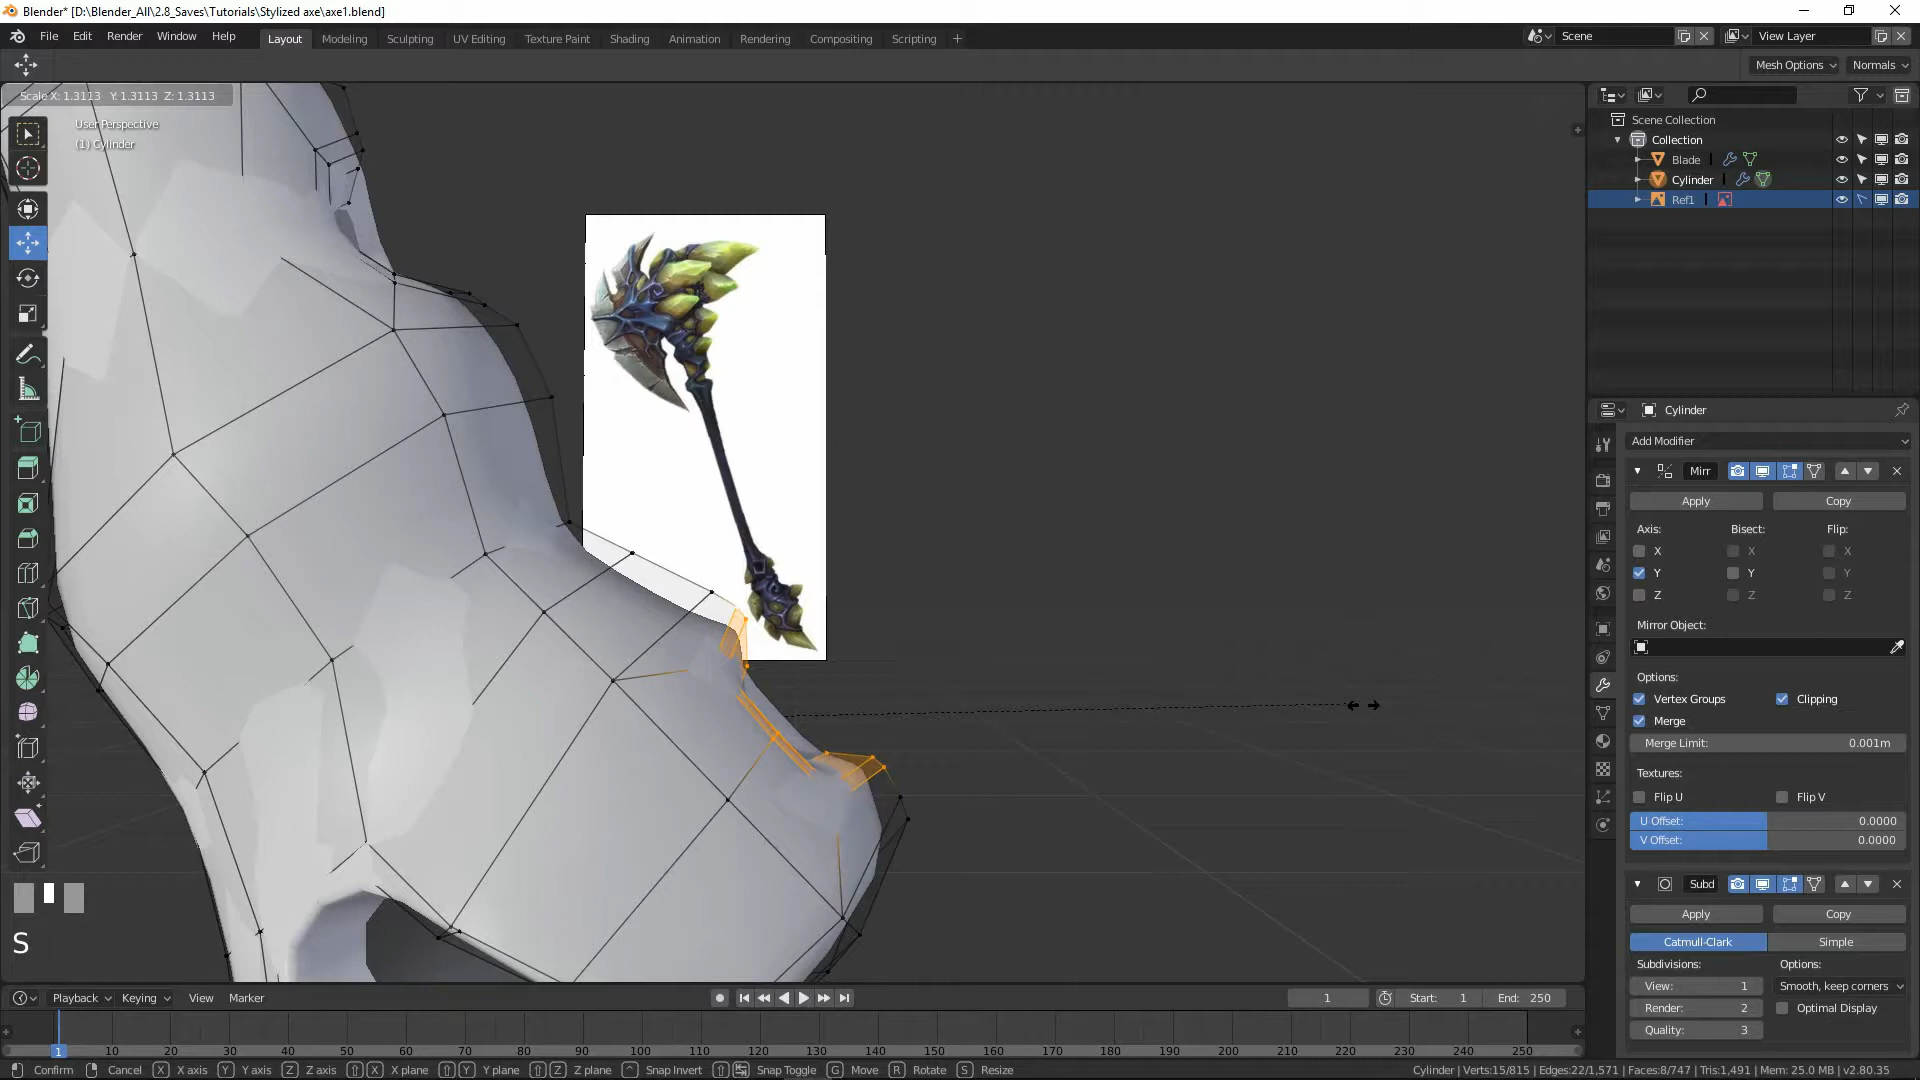 Blender* [D:\Blender_All\2.8_Saves\Tutorials\Stylized axe\axe1.blend]
File Edit Render Window Help Layout Modeling Sculpting UV Editing Texture Paint Shading Animation Rendering Compositing Scripting Scene View Layer
Mesh Options Normals
Scale X: 1.3113 Y: 1.3113 Z: 1.3113
User Perspective
(1) Cylinder
S
Scene Collection
Collection
Blade
Cylinder
Ref1
Cylinder
Add Modifier
Mirr
Apply Copy
Axis: Bisect: Flip:
X X X
Y Y Y
Z Z Z
Mirror Object:
Options:
Vertex Groups Clipping
Merge
Merge Limit: 0.001m
Textures:
Flip U Flip V
U Offset: 0.0000
V Offset: 0.0000
Subd
Apply Copy
Catmull-Clark Simple
Subdivisions: Options:
View: 1 Smooth, keep corners
Render: 2 Optimal Display
Quality: 3
Playback Keying View Marker 1 Start: 1 End: 250
1 10 20 30 40 50 60 70 80 90 100 110 120 130 140 150 160 170 180 190 200 210 220 230 240 250
Confirm Cancel X X axis Y Y axis Z Z axis X X plane Y Y plane Z Z plane ^ Snap Invert Snap Toggle G Move R Rotate S Resize Cylinder | Verts:15/815 | Edges:22/1,571 | Faces:8/747 | Tris:1,491 | Mem: 25.0 MB | v2.80.35